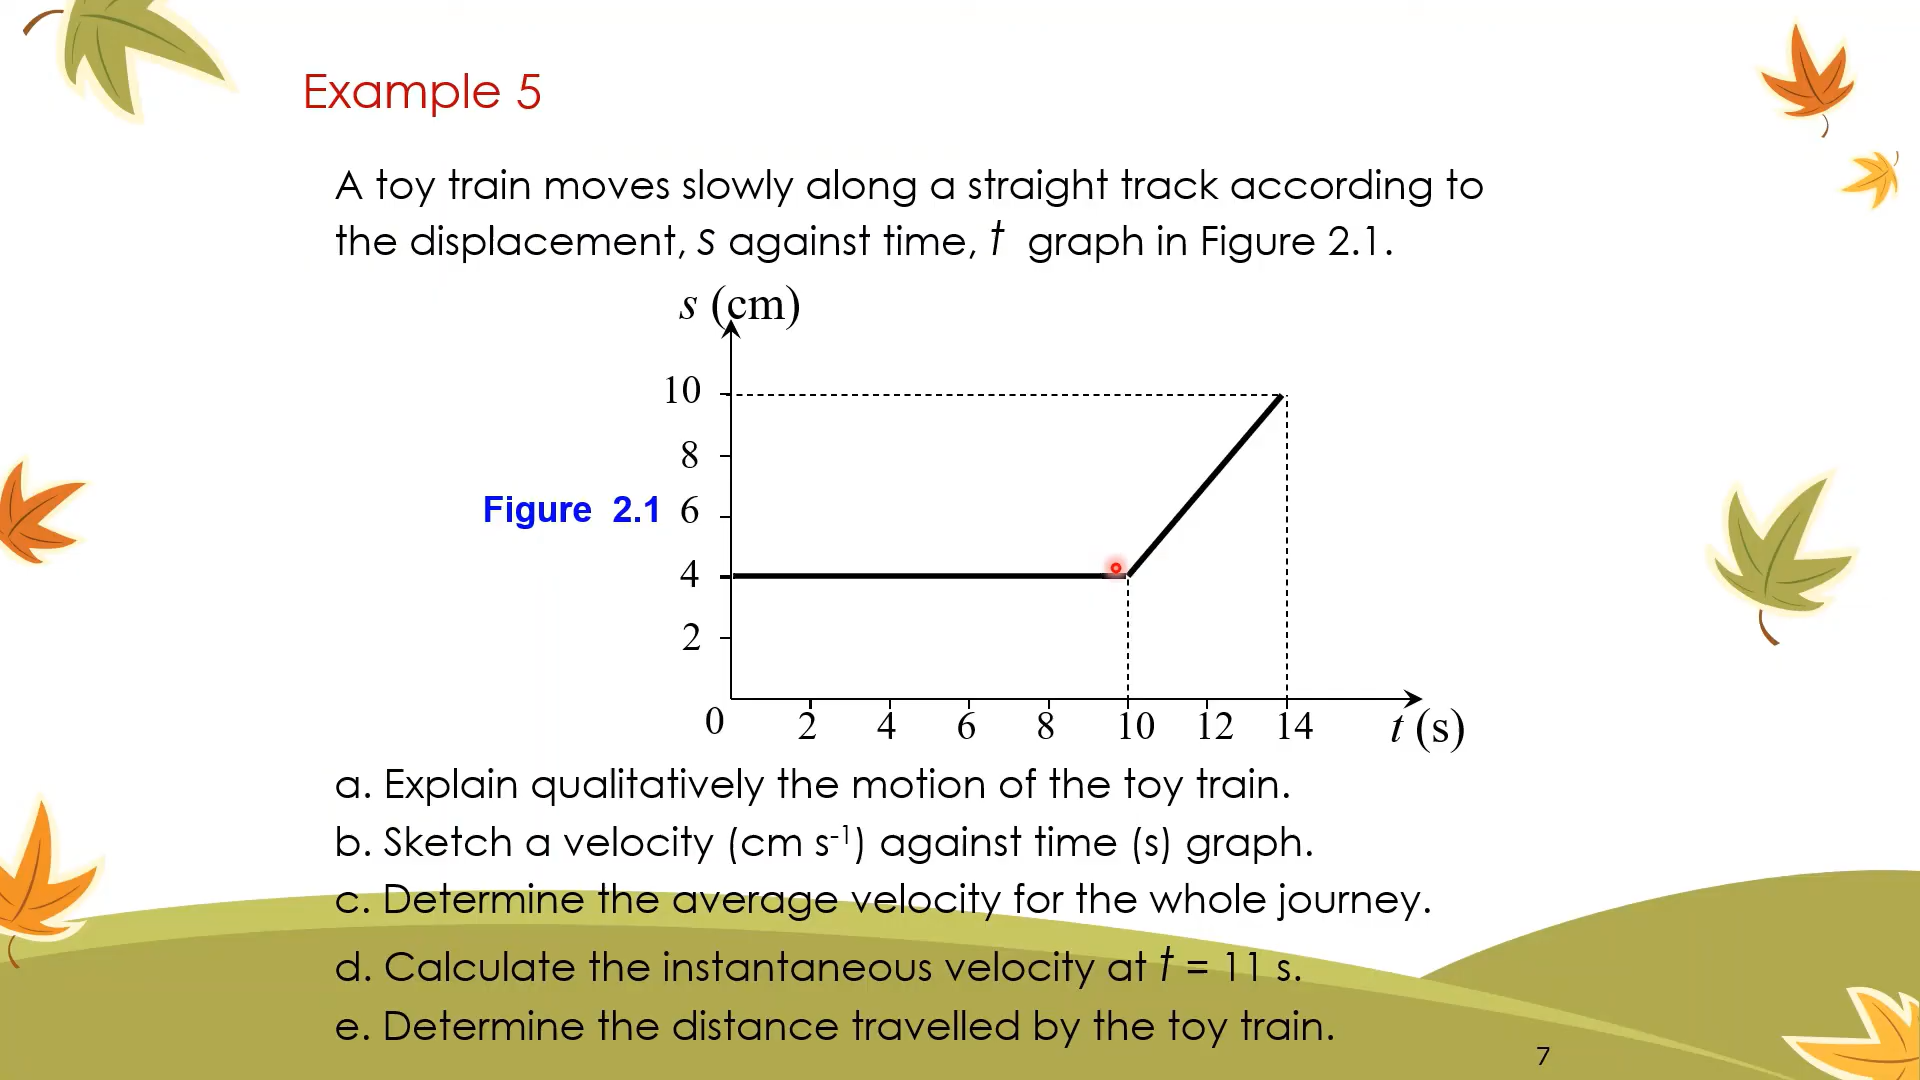 Example 5
A toy train moves slowly along a straight track according to
the displacement, s against time, t graph in Figure 2.1.
s (cm)
10
8
Figure 2.1 6
4
2
0 2 4 6 8 10 12 14 t (s)
a. Explain qualitatively the motion of the toy train.
b. Sketch a velocity (cm s⁻¹) against time (s) graph.
c. Determine the average velocity for the whole journey.
d. Calculate the instantaneous velocity at t = 11 s.
e. Determine the distance travelled by the toy train.
7